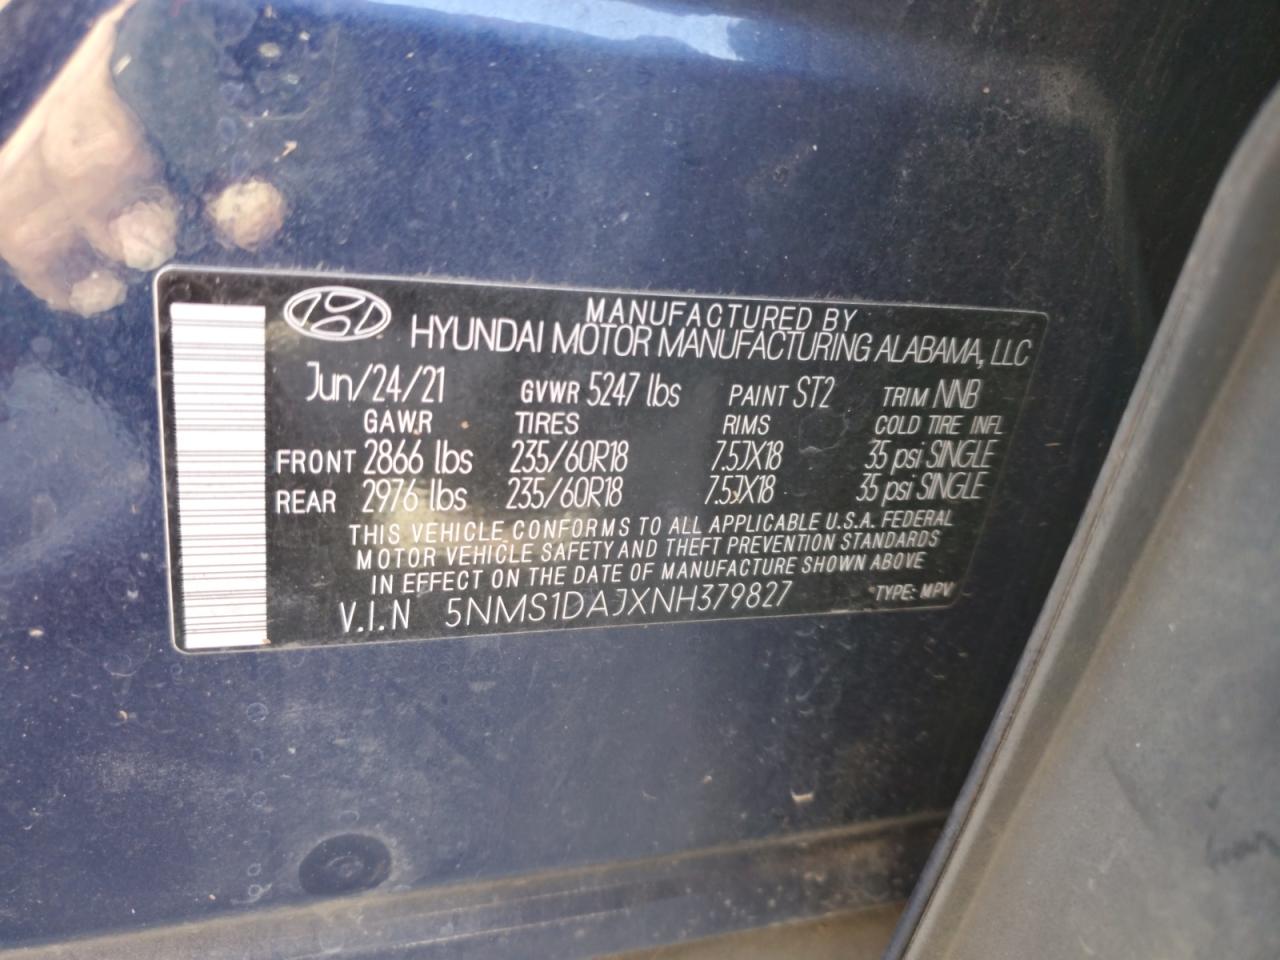 MANUFACTURED BY
HYUNDAI MOTOR MANUFACTURING ALABAMA, LLC
Jun/24/21 GVWR 5247 lbs PAINT ST2 TRIM NNB
GAWR TIRES RIMS COLD TIRE INFL
FRONT 2866 lbs 235/60R18 7.5JX18 35 psi SINGLE
REAR 2976 lbs 235/60R18 7.5JX18 35 psi SINGLE
THIS VEHICLE CONFORMS TO ALL APPLICABLE U.S.A. FEDERAL
MOTOR VEHICLE SAFETY AND THEFT PREVENTION STANDARDS
IN EFFECT ON THE DATE OF MANUFACTURE SHOWN ABOVE
V.I.N 5NMS1DAJXNH379827 TYPE: MPV